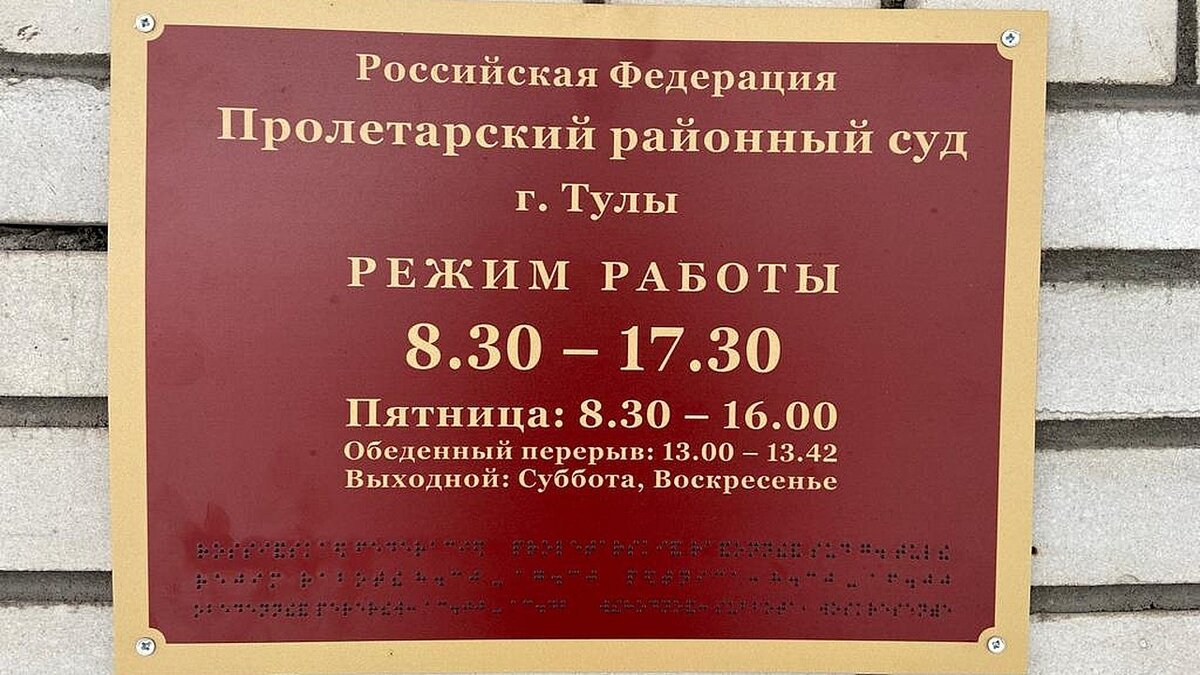 Российская Федерация
Пролетарский районный суд
г. Тулы
РЕЖИМ РАБОТЫ
8.30 – 17.30
Пятница: 8.30 – 16.00
Обеденный перерыв: 13.00 – 13.42
Выходной: Суббота, Воскресенье